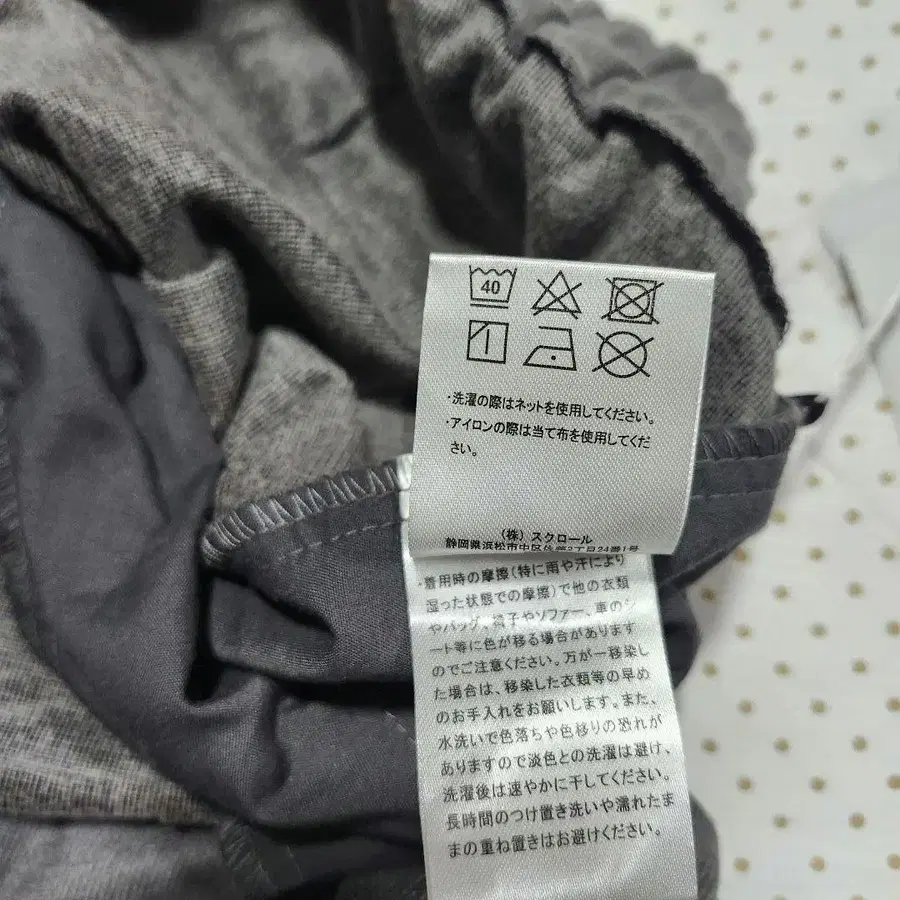 40
・洗濯の際はネットを使用してください。
・アイロンの際は当て布を使用してくだ
さい。
(株) スクロール
静岡県浜松市中区佐藤2丁目24番1号
・着用時の摩擦(特に雨や汗により
湿った状態での摩擦)で他の衣類
やバッグ、椅子やソファー、車のシ
ート等に色が移る場合があります
のでご注意ください。万が一移染し
た場合は、移染した衣類等の早め
のお手入れをお願いします。また、
水洗いで色落ちや色移りの恐れが
ありますので淡色との洗濯は避け、
洗濯後は速やかに干してください。
長時間のつけ置き洗いや濡れたま
まの重ね置きはお避けください。